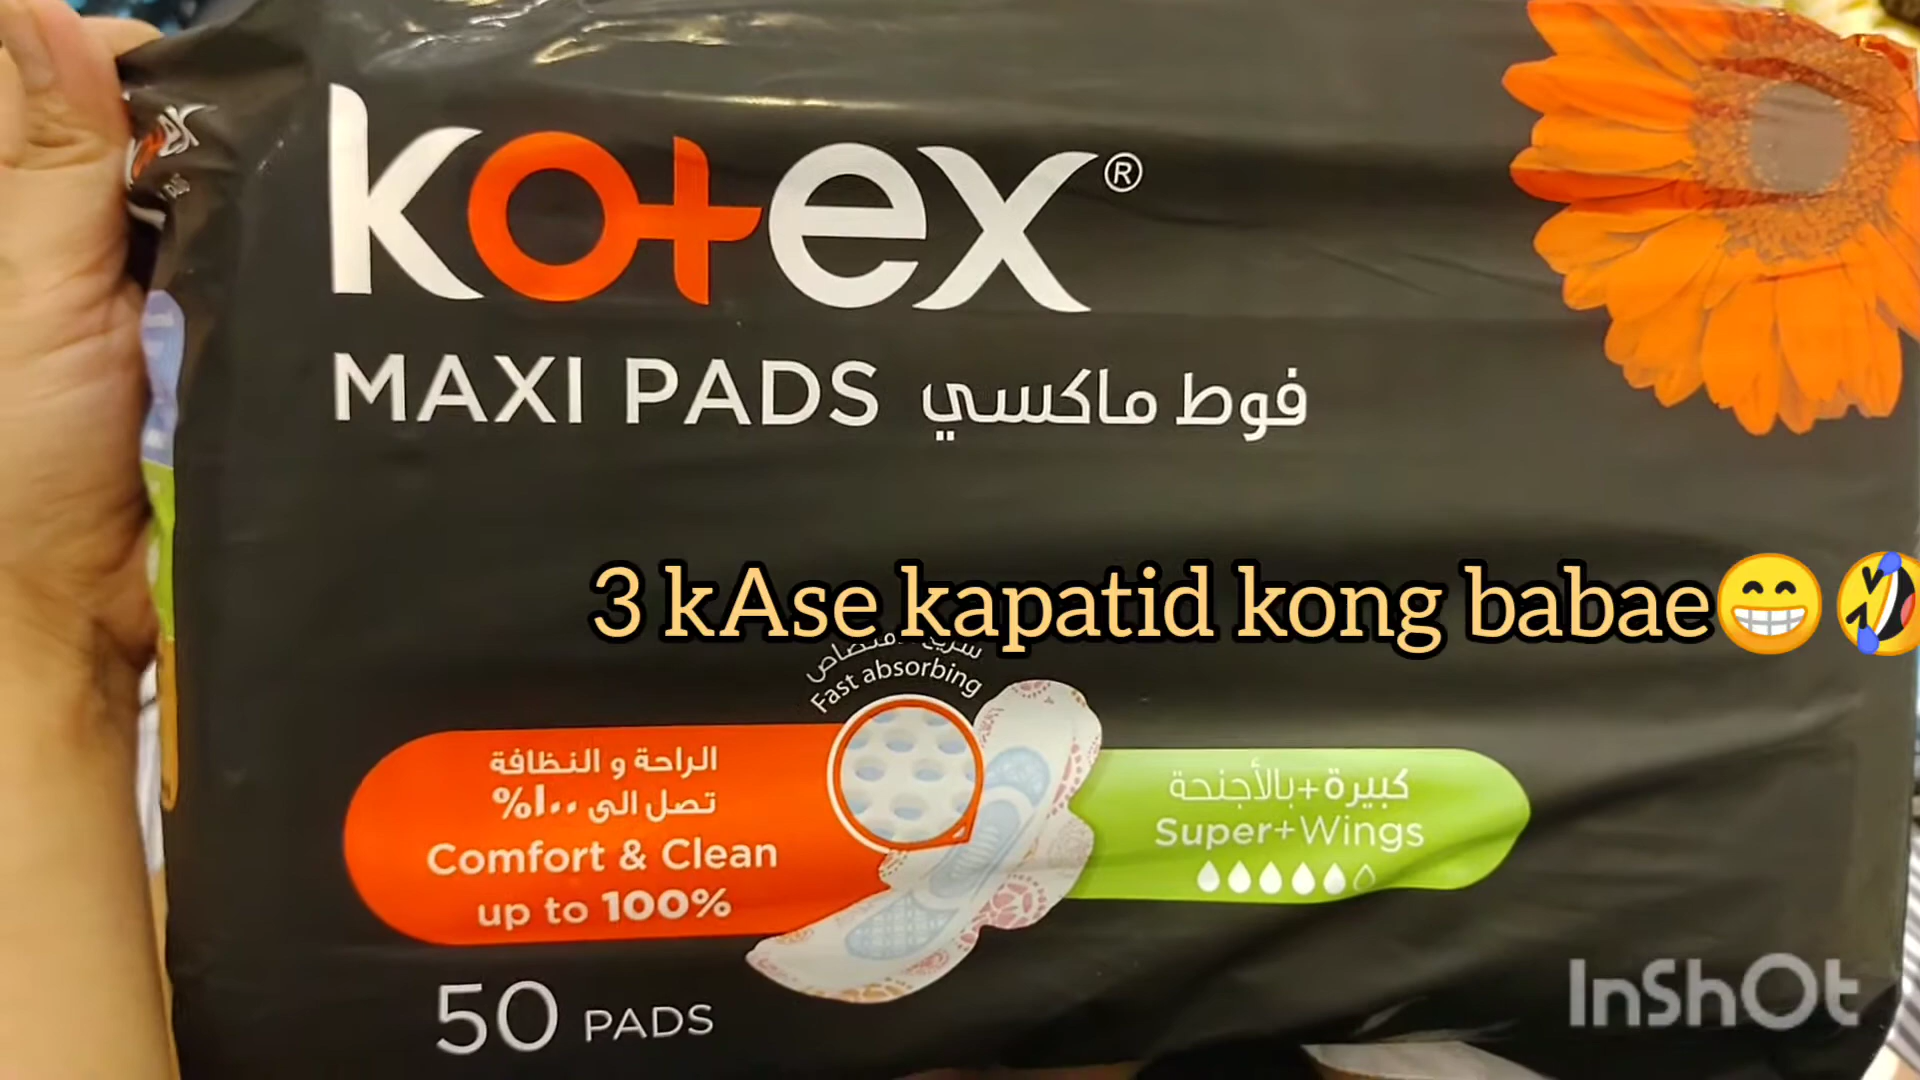 kotex®
MAXI PADS فوط ماكسي
3 kAse kapatid kong babae😁🤣
Fast absorbing
الراحة و النظافة
تصل الى ١٠٠%
Comfort & Clean
up to 100%
كبيرة+بالأجنحة
Super+Wings
50 PADS
InShOt